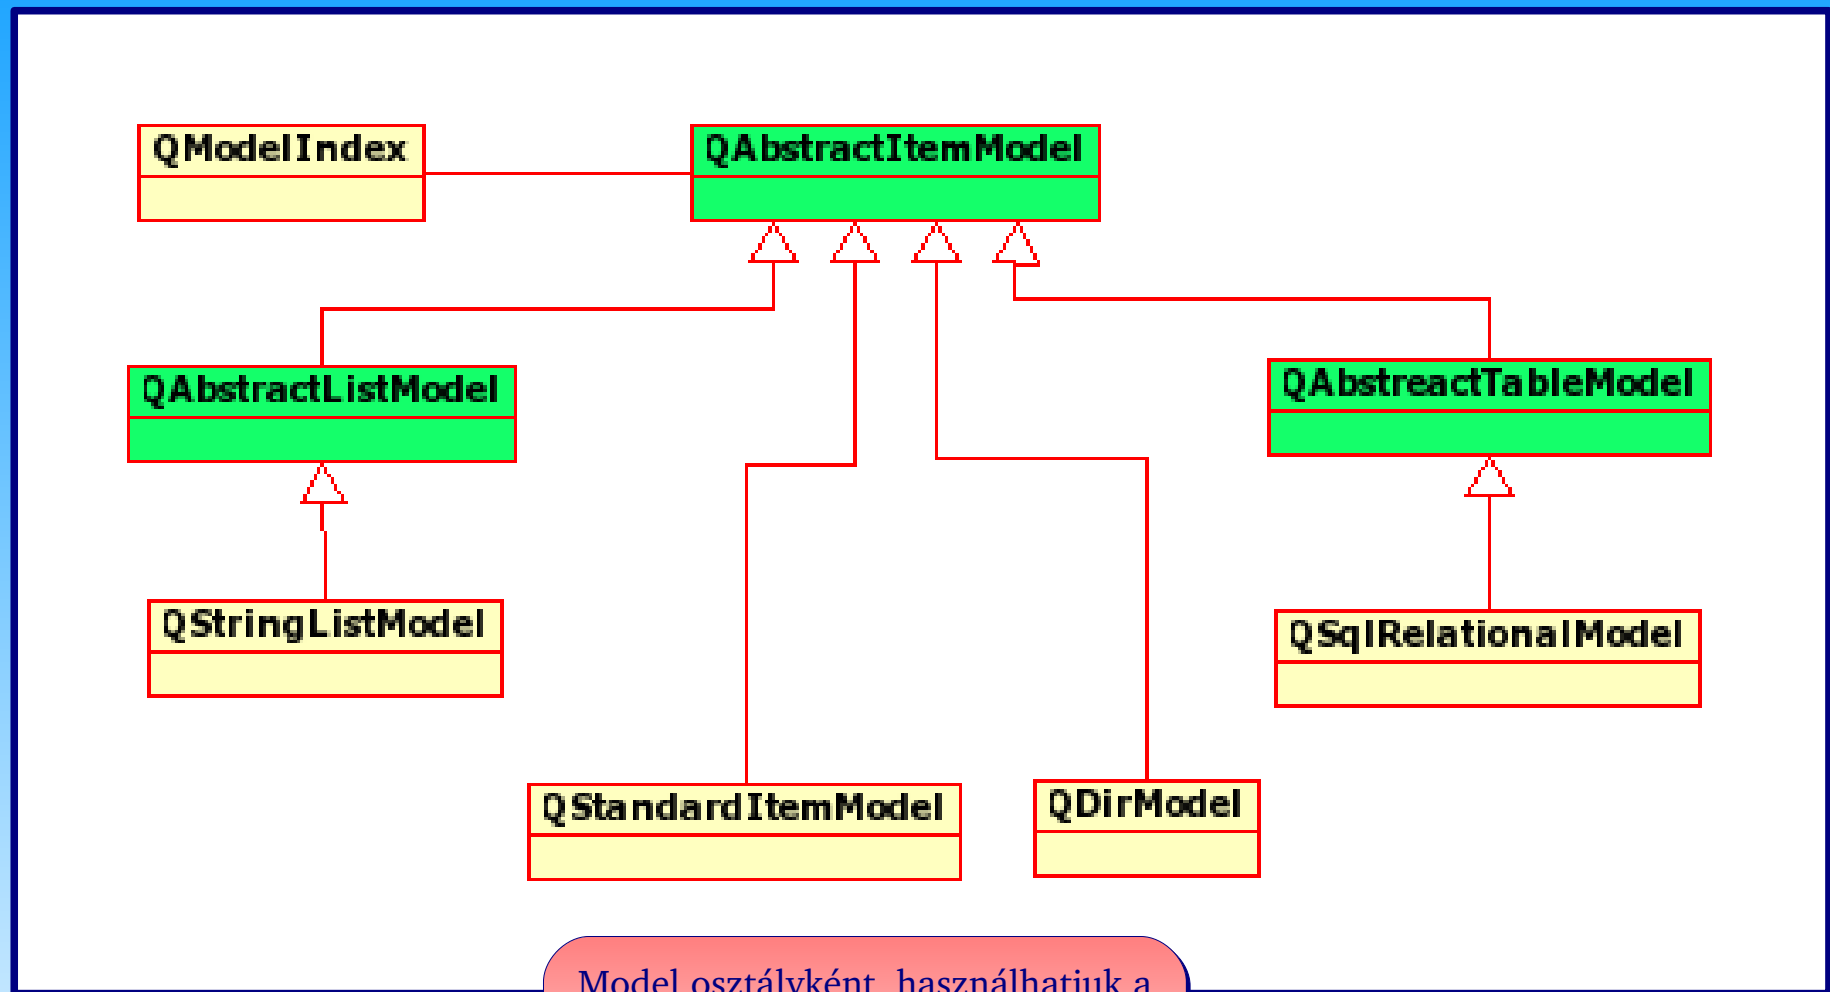 QModelIndex
QAbstractItemModel
QAbstractListModel
QAbstreactTableModel
QStringListModel
QSqlRelationalModel
QStandardItemModel
QDirModel
Model osztályként használhatjuk a